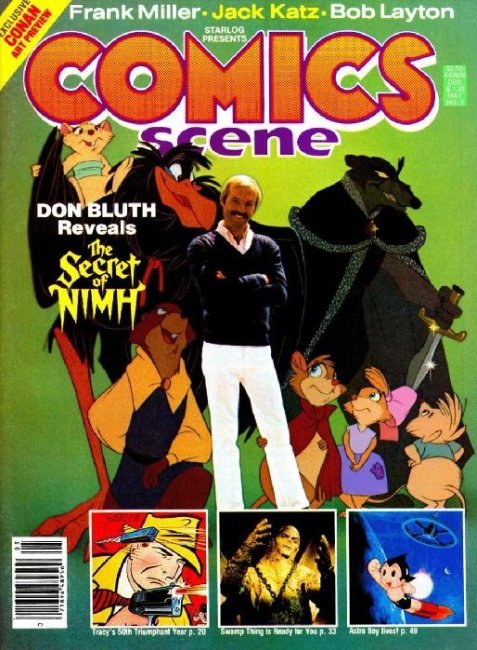 EXCLUSIVE
CONAN
ART PREVIEW
Frank Miller • Jack Katz • Bob Layton
STARLOG
PRESENTS
COMICS
scene
MAY
DON BLUTH
Reveals
The
Secret
of
NIMH
Tracy's 50th Triumphant Year p. 20
Swamp Thing Is Ready for You p. 33
Astro Boy lives! p. 49